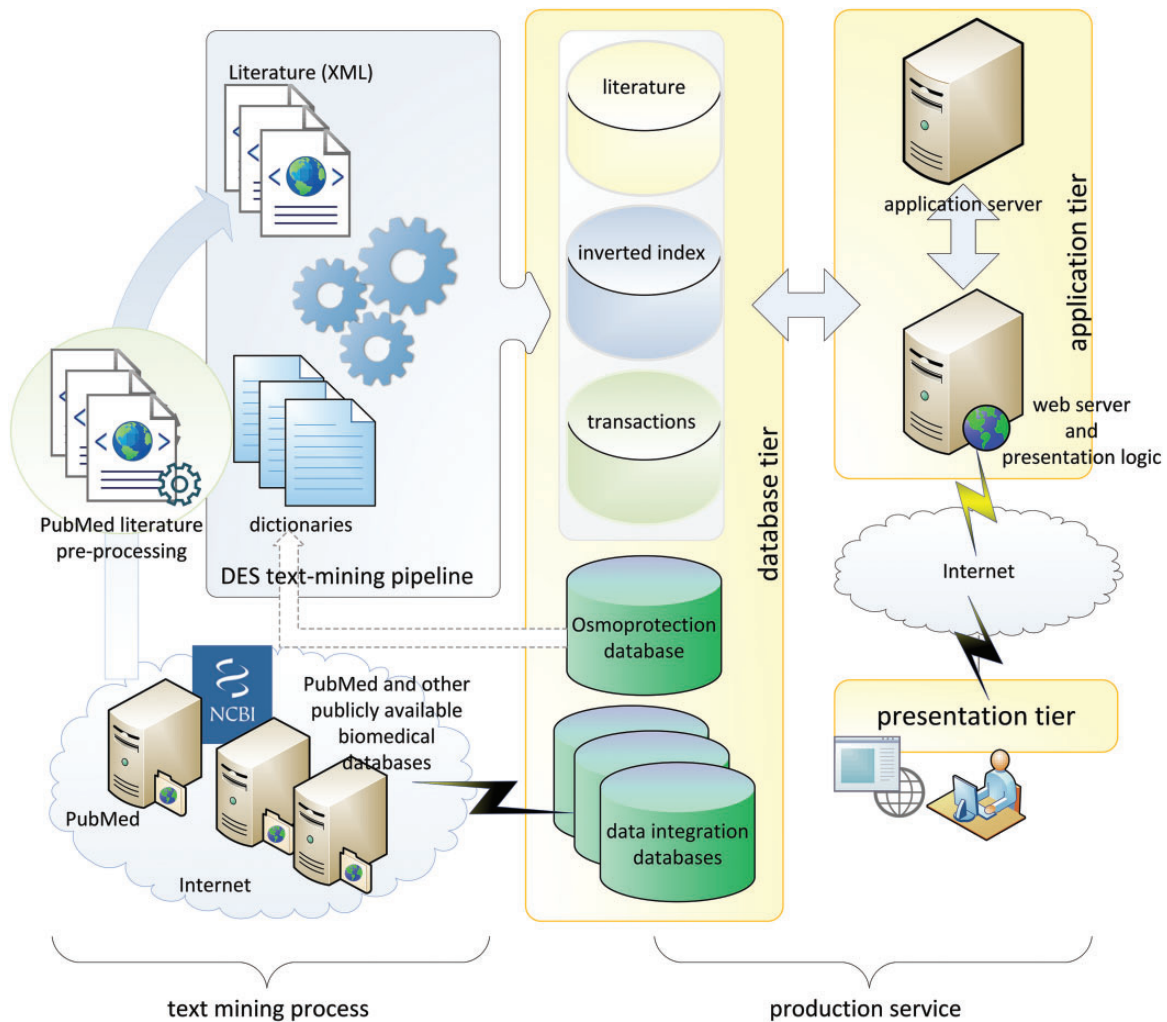 Literature (XML)
PubMed literature
pre-processing
dictionaries
DES text-mining pipeline
NCBI
PubMed and other
publicly available
biomedical
databases
PubMed
Internet
text mining process
literature
inverted index
transactions
database tier
Osmoprotection
database
data integration
databases
application server
application tier
web server
and
presentation logic
Internet
presentation tier
production service